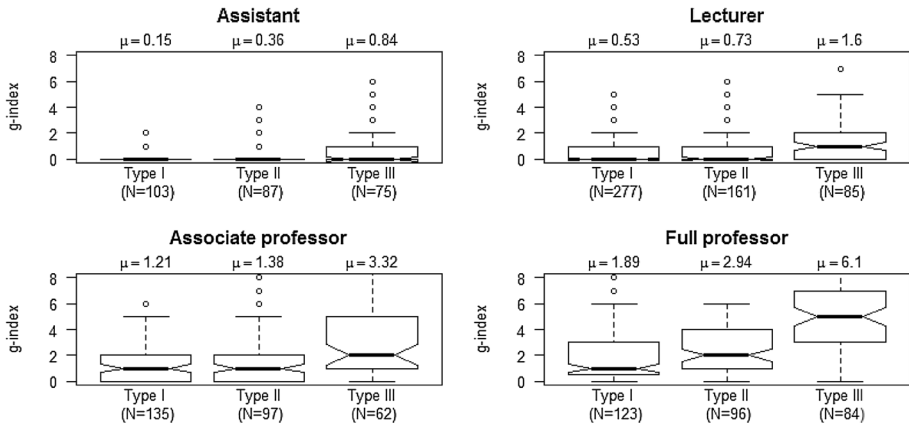 Assistant
μ = 0.15 μ = 0.36 μ = 0.84
g-index
8
6
4
2
0
Type I Type II Type III
(N=103) (N=87) (N=75)
Lecturer
μ = 0.53 μ = 0.73 μ = 1.6
g-index
8
6
4
2
0
Type I Type II Type III
(N=277) (N=161) (N=85)
Associate professor
μ = 1.21 μ = 1.38 μ = 3.32
g-index
8
6
4
2
0
Type I Type II Type III
(N=135) (N=97) (N=62)
Full professor
μ = 1.89 μ = 2.94 μ = 6.1
g-index
8
6
4
2
0
Type I Type II Type III
(N=123) (N=96) (N=84)